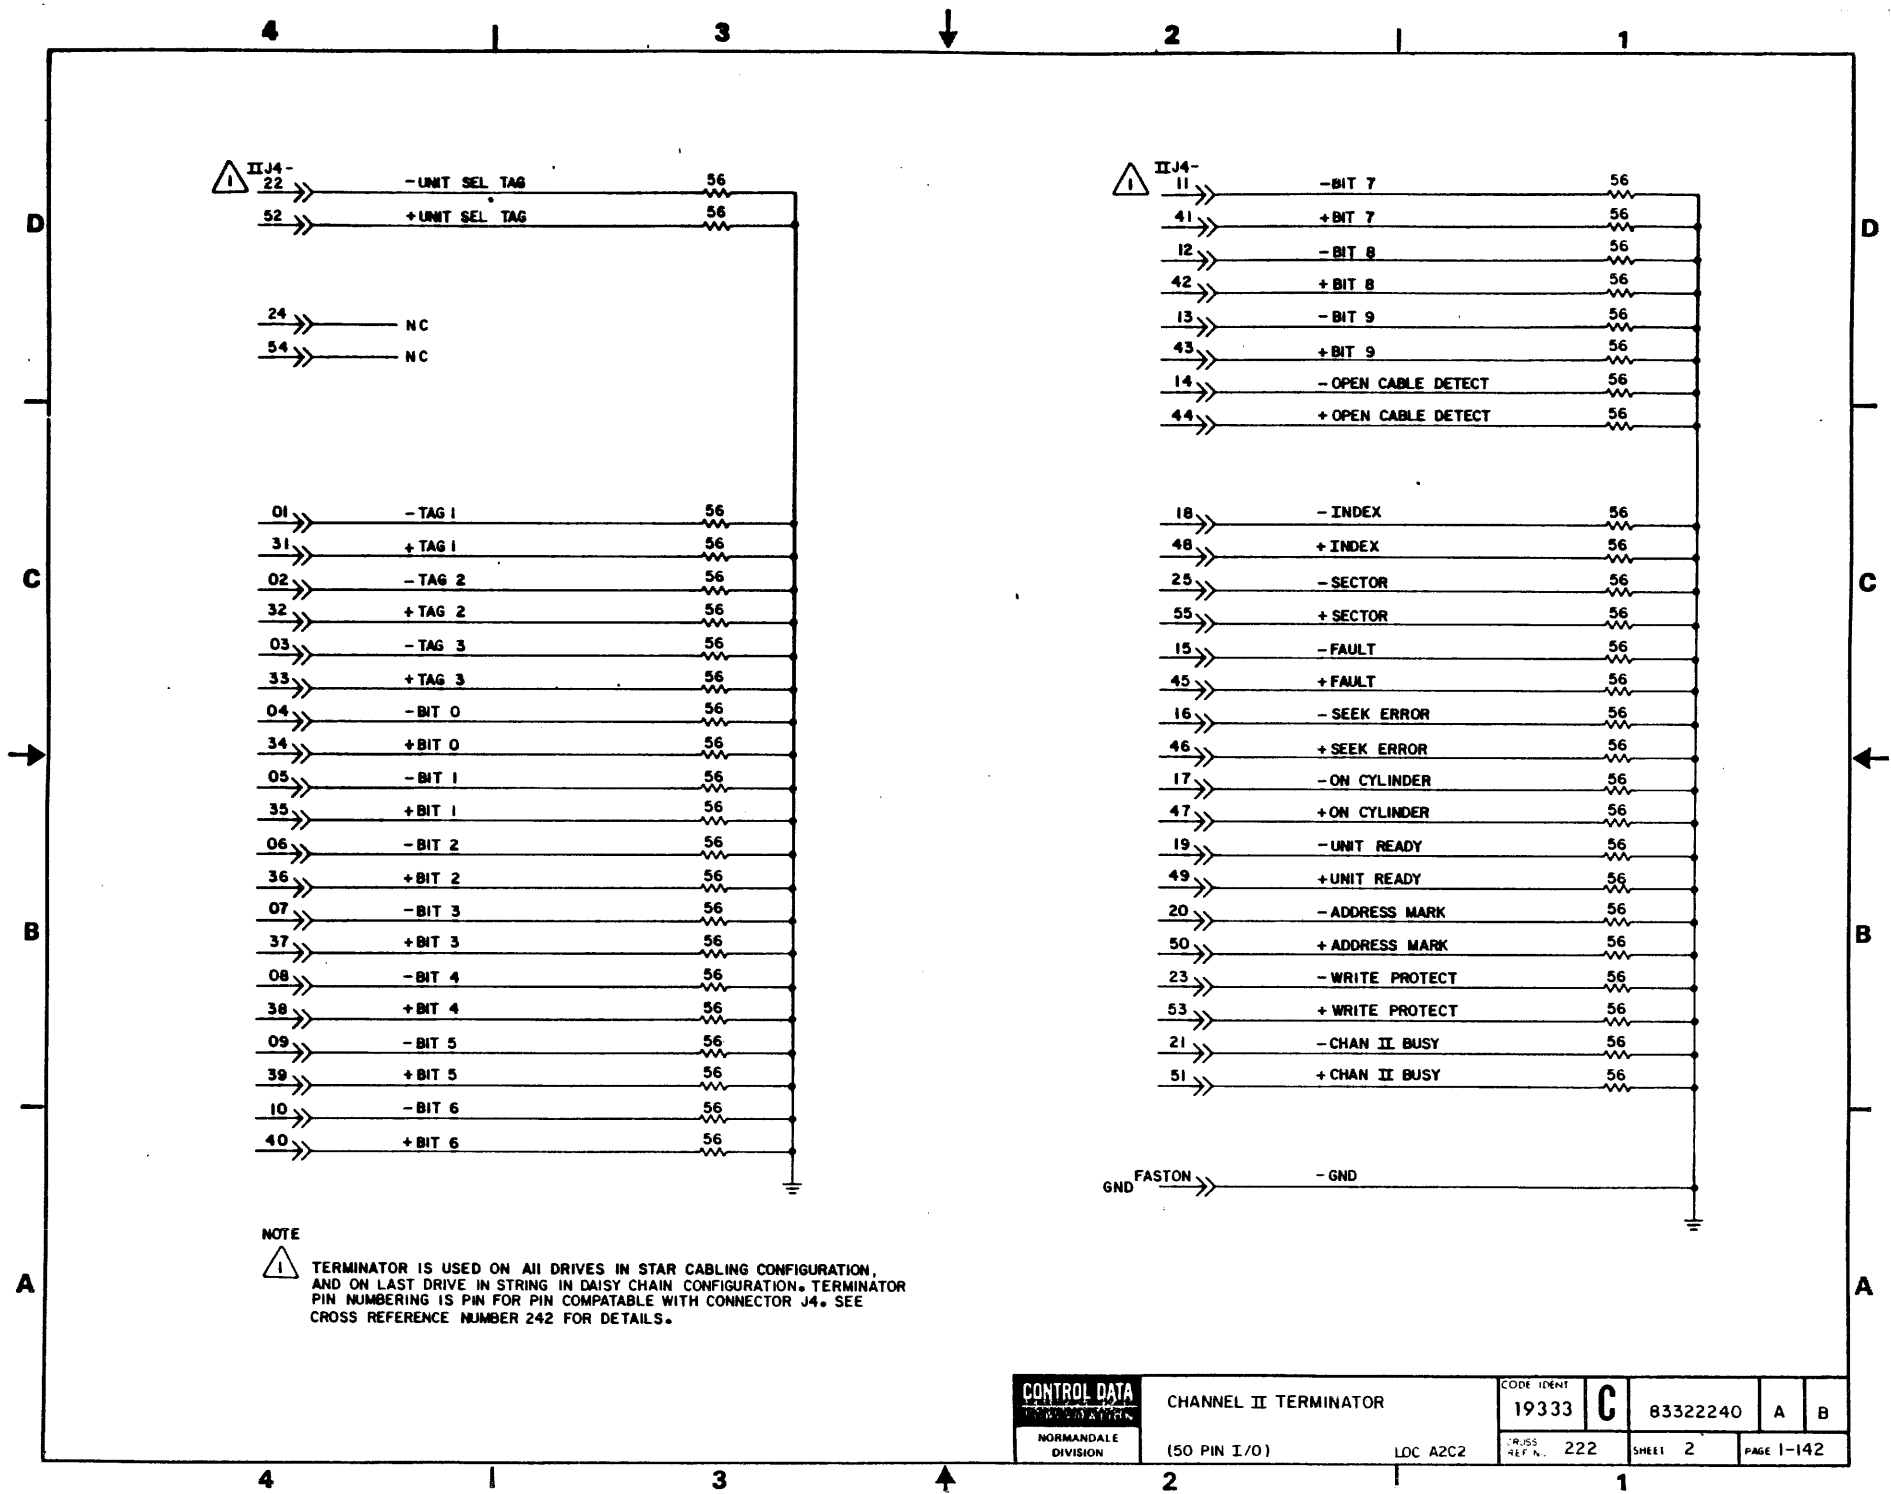 4 3 2 1
II J4-
1 22 -UNIT SEL TAG 56
52 +UNIT SEL TAG 56
24 NC
54 NC
01 -TAG 1 56
31 +TAG 1 56
02 -TAG 2 56
32 +TAG 2 56
03 -TAG 3 56
33 +TAG 3 56
04 -BIT 0 56
34 +BIT 0 56
05 -BIT 1 56
35 +BIT 1 56
06 -BIT 2 56
36 +BIT 2 56
07 -BIT 3 56
37 +BIT 3 56
08 -BIT 4 56
38 +BIT 4 56
09 -BIT 5 56
39 +BIT 5 56
10 -BIT 6 56
40 +BIT 6 56
II J4-
1 11 -BIT 7 56
41 +BIT 7 56
12 -BIT 8 56
42 +BIT 8 56
13 -BIT 9 56
43 +BIT 9 56
14 -OPEN CABLE DETECT 56
44 +OPEN CABLE DETECT 56
18 -INDEX 56
48 +INDEX 56
25 -SECTOR 56
55 +SECTOR 56
15 -FAULT 56
45 +FAULT 56
16 -SEEK ERROR 56
46 +SEEK ERROR 56
17 -ON CYLINDER 56
47 +ON CYLINDER 56
19 -UNIT READY 56
49 +UNIT READY 56
20 -ADDRESS MARK 56
50 +ADDRESS MARK 56
23 -WRITE PROTECT 56
53 +WRITE PROTECT 56
21 -CHAN II BUSY 56
51 +CHAN II BUSY 56
GND FASTON -GND
D D
C C
B B
A A
NOTE
1 TERMINATOR IS USED ON All DRIVES IN STAR CABLING CONFIGURATION,
AND ON LAST DRIVE IN STRING IN DAISY CHAIN CONFIGURATION. TERMINATOR
PIN NUMBERING IS PIN FOR PIN COMPATABLE WITH CONNECTOR J4. SEE
CROSS REFERENCE NUMBER 242 FOR DETAILS.
CONTROL DATA
CORPORATION
NORMANDALE
DIVISION
CHANNEL II TERMINATOR
(50 PIN I/O) LOC A2C2
CODE IDENT
19333 C 83322240 A B
CROSS
REF N. 222 SHEET 2 PAGE 1-142
4 3 2 1